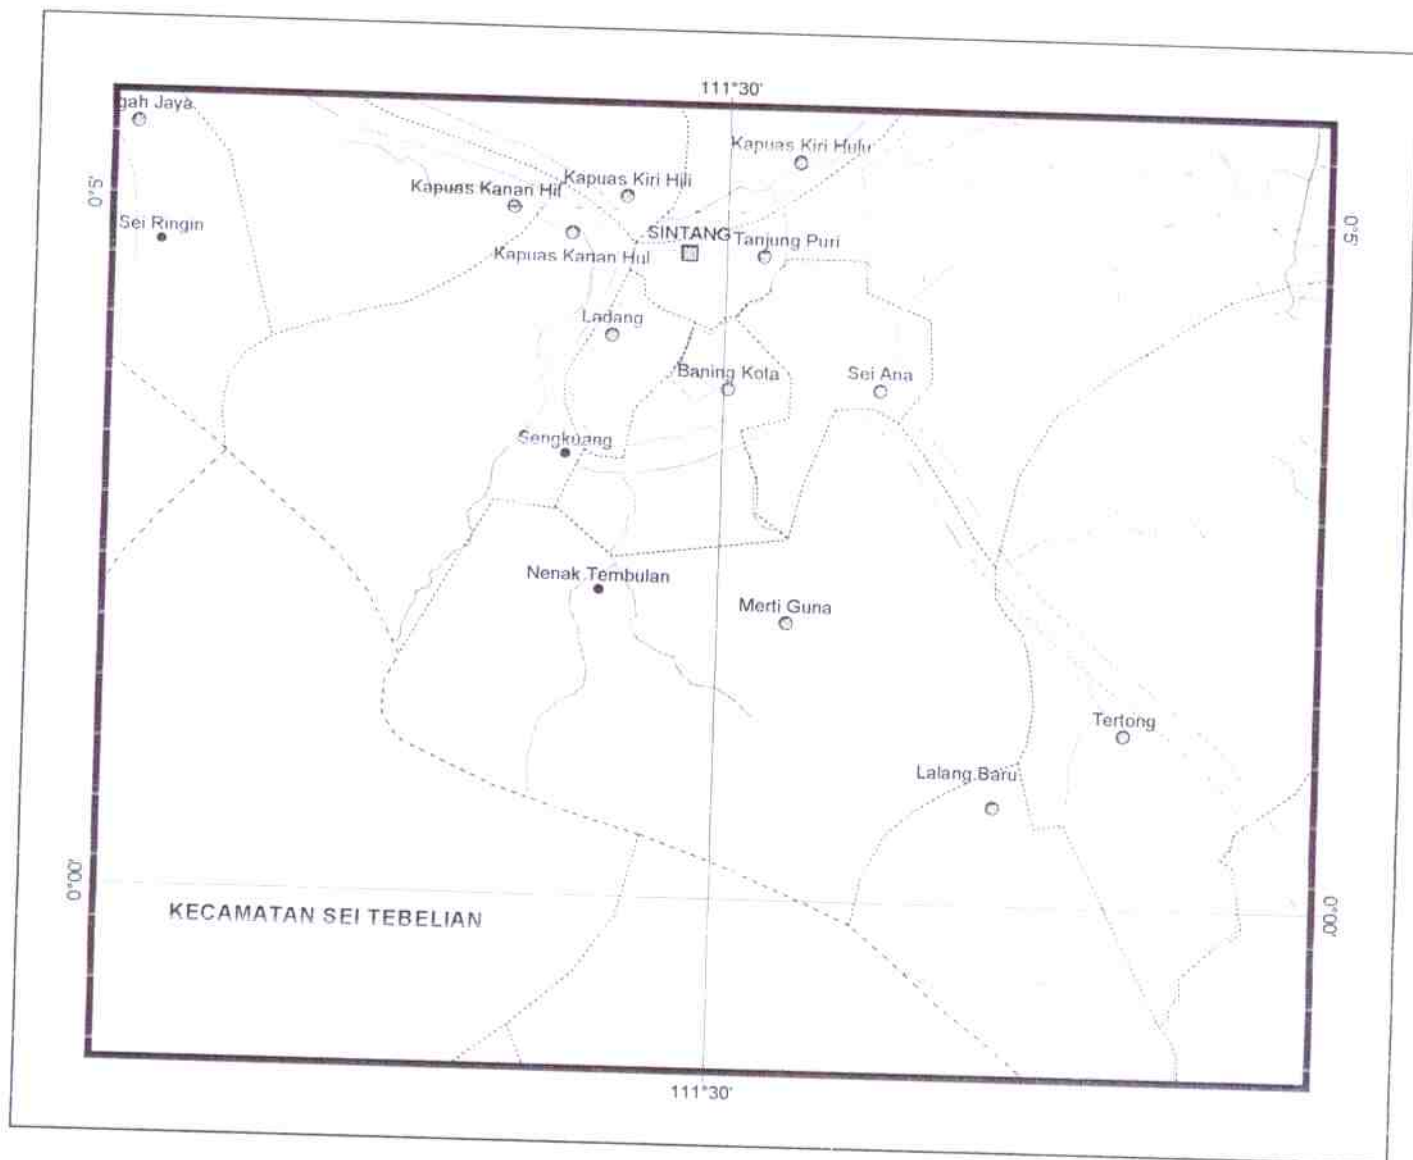 111°30'
gah Jaya
Kapuas Kiri Hulu
0°5'
Kapuas Kanan Hil
Kapuas Kiri Hili
0°5'
Sei Ringin
SINTANG
Tanjung Puri
Kapuas Kanan Hul
Ladang
Baning Kota
Sei Ana
Sengkuang
Nenak Tembulan
Merti Guna
Tertong
Lalang Baru
0°00'
KECAMATAN SEI TEBELIAN
0°00'
111°30'